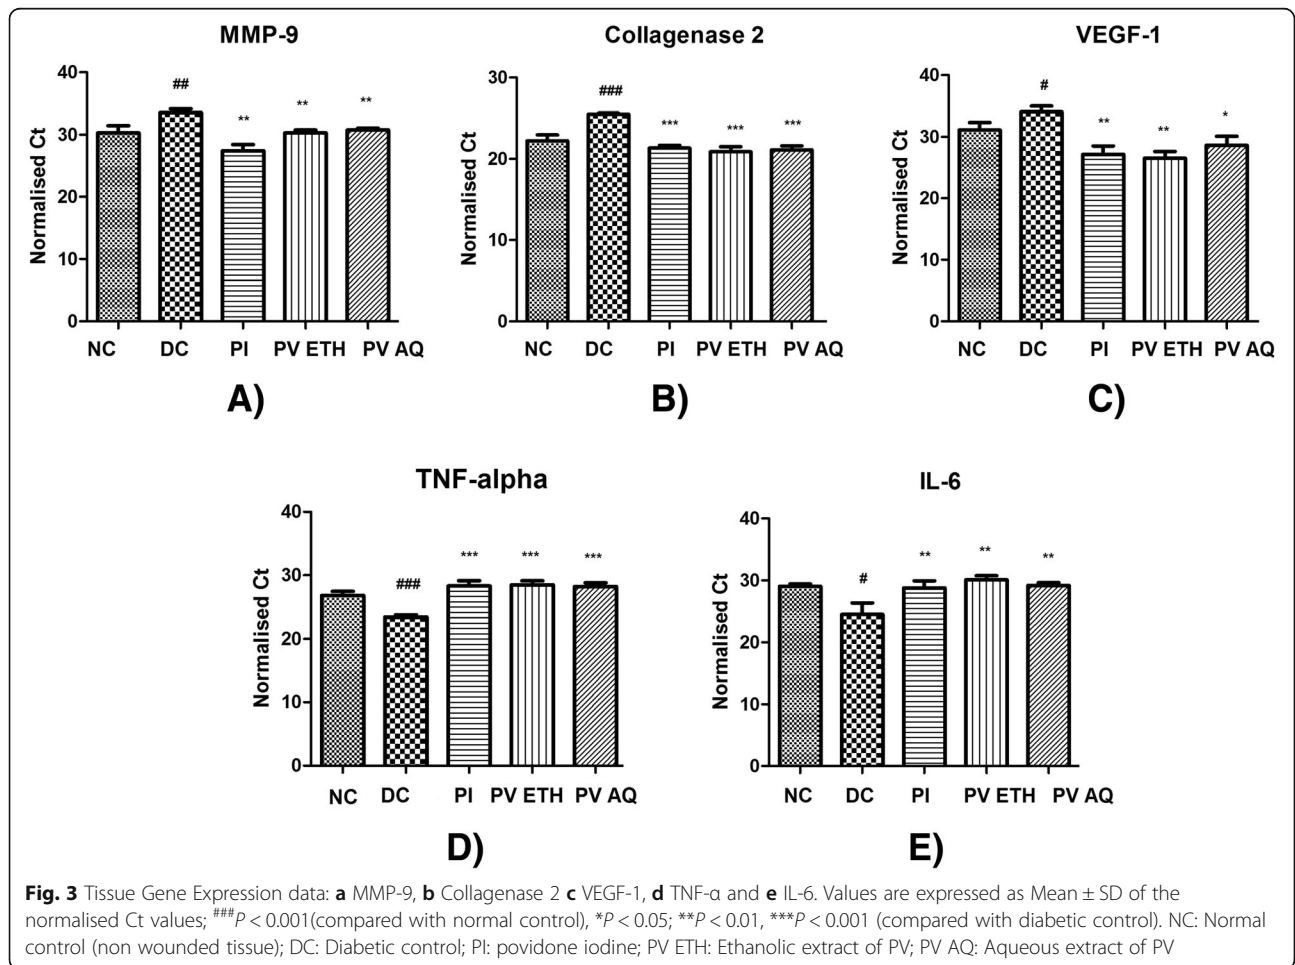 MMP-9
Normalised Ct
40
30
20
10
0
##
**
**
**
NC DC PI PV ETH PV AQ
A)
Collagenase 2
Normalised Ct
30
20
10
0
###
***
***
***
NC DC PI PV ETH PV AQ
B)
VEGF-1
Normalised Ct
40
30
20
10
0
#
**
**
*
NC DC PI PV ETH PV AQ
C)
TNF-alpha
Normalised Ct
40
30
20
10
0
###
***
***
***
NC DC PI PV ETH PV AQ
D)
IL-6
Normalised Ct
40
30
20
10
0
#
**
**
**
NC DC PI PV ETH PV AQ
E)
Fig. 3 Tissue Gene Expression data: a MMP-9, b Collagenase 2 c VEGF-1, d TNF-α and e IL-6. Values are expressed as Mean ± SD of the
normalised Ct values; ###P < 0.001(compared with normal control), *P < 0.05; **P < 0.01, ***P < 0.001 (compared with diabetic control). NC: Normal
control (non wounded tissue); DC: Diabetic control; PI: povidone iodine; PV ETH: Ethanolic extract of PV; PV AQ: Aqueous extract of PV